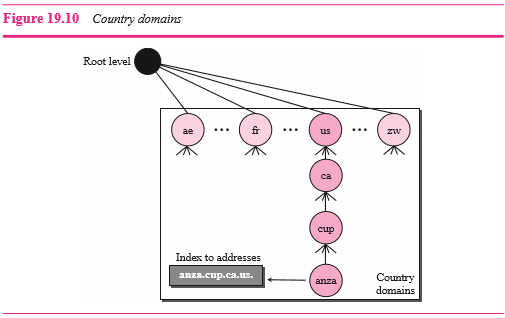 Figure 19.10 Country domains
Root level
ae ... fr ... us ... zw
ca
cup
Index to addresses
anza.cup.ca.us.
anza
Country
domains